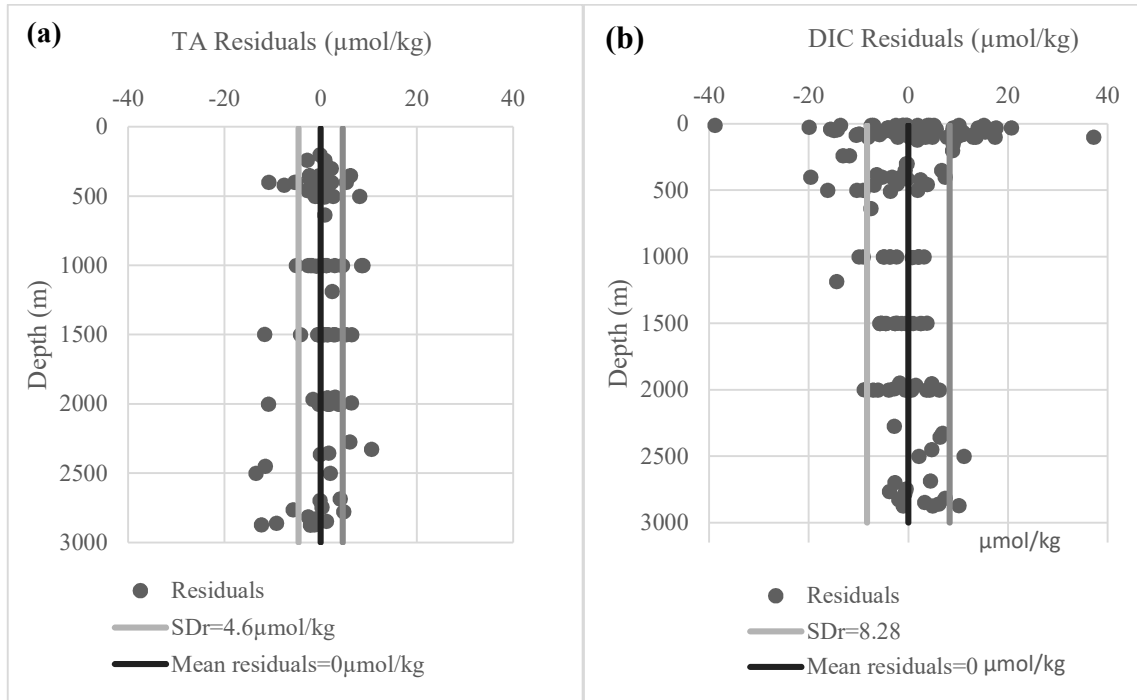 (a)
TA Residuals (µmol/kg)
-40 -20 0 20 40
0
500
1000
1500
2000
2500
3000
Depth (m)
Residuals
SDr=4.6µmol/kg
Mean residuals=0µmol/kg
(b)
DIC Residuals (µmol/kg)
-40 -20 0 20 40
0
500
1000
1500
2000
2500
3000
Depth (m)
µmol/kg
Residuals
SDr=8.28
Mean residuals=0 µmol/kg